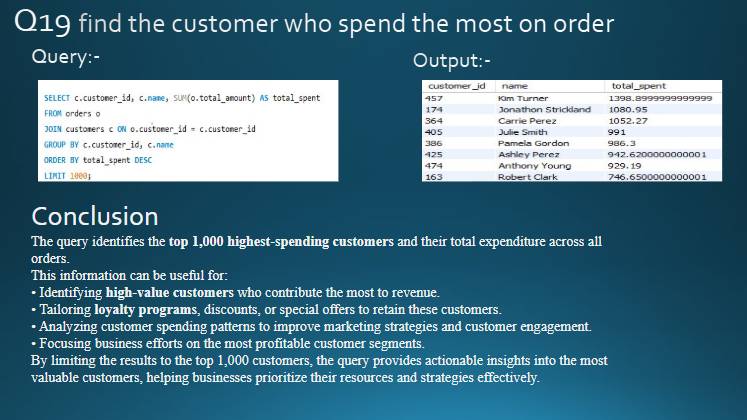 Q19 find the customer who spend the most on order
Query:-
SELECT c.customer_id, c.name, SUM(o.total_amount) AS total_spent
FROM orders o
JOIN customers c ON o.customer_id = c.customer_id
GROUP BY c.customer_id, c.name
ORDER BY total_spent DESC
LIMIT 1000;
Output:-
customer_id name total_spent
457 Kim Turner 1398.8999999999999
174 Jonathon Strickland 1080.95
364 Carrie Perez 1052.27
405 Julie Smith 991
386 Pamela Gordon 986.3
425 Ashley Perez 942.6200000000001
474 Anthony Young 929.19
163 Robert Clark 746.6500000000001
Conclusion
The query identifies the top 1,000 highest-spending customers and their total expenditure across all
orders.
This information can be useful for:
• Identifying high-value customers who contribute the most to revenue.
• Tailoring loyalty programs, discounts, or special offers to retain these customers.
• Analyzing customer spending patterns to improve marketing strategies and customer engagement.
• Focusing business efforts on the most profitable customer segments.
By limiting the results to the top 1,000 customers, the query provides actionable insights into the most
valuable customers, helping businesses prioritize their resources and strategies effectively.